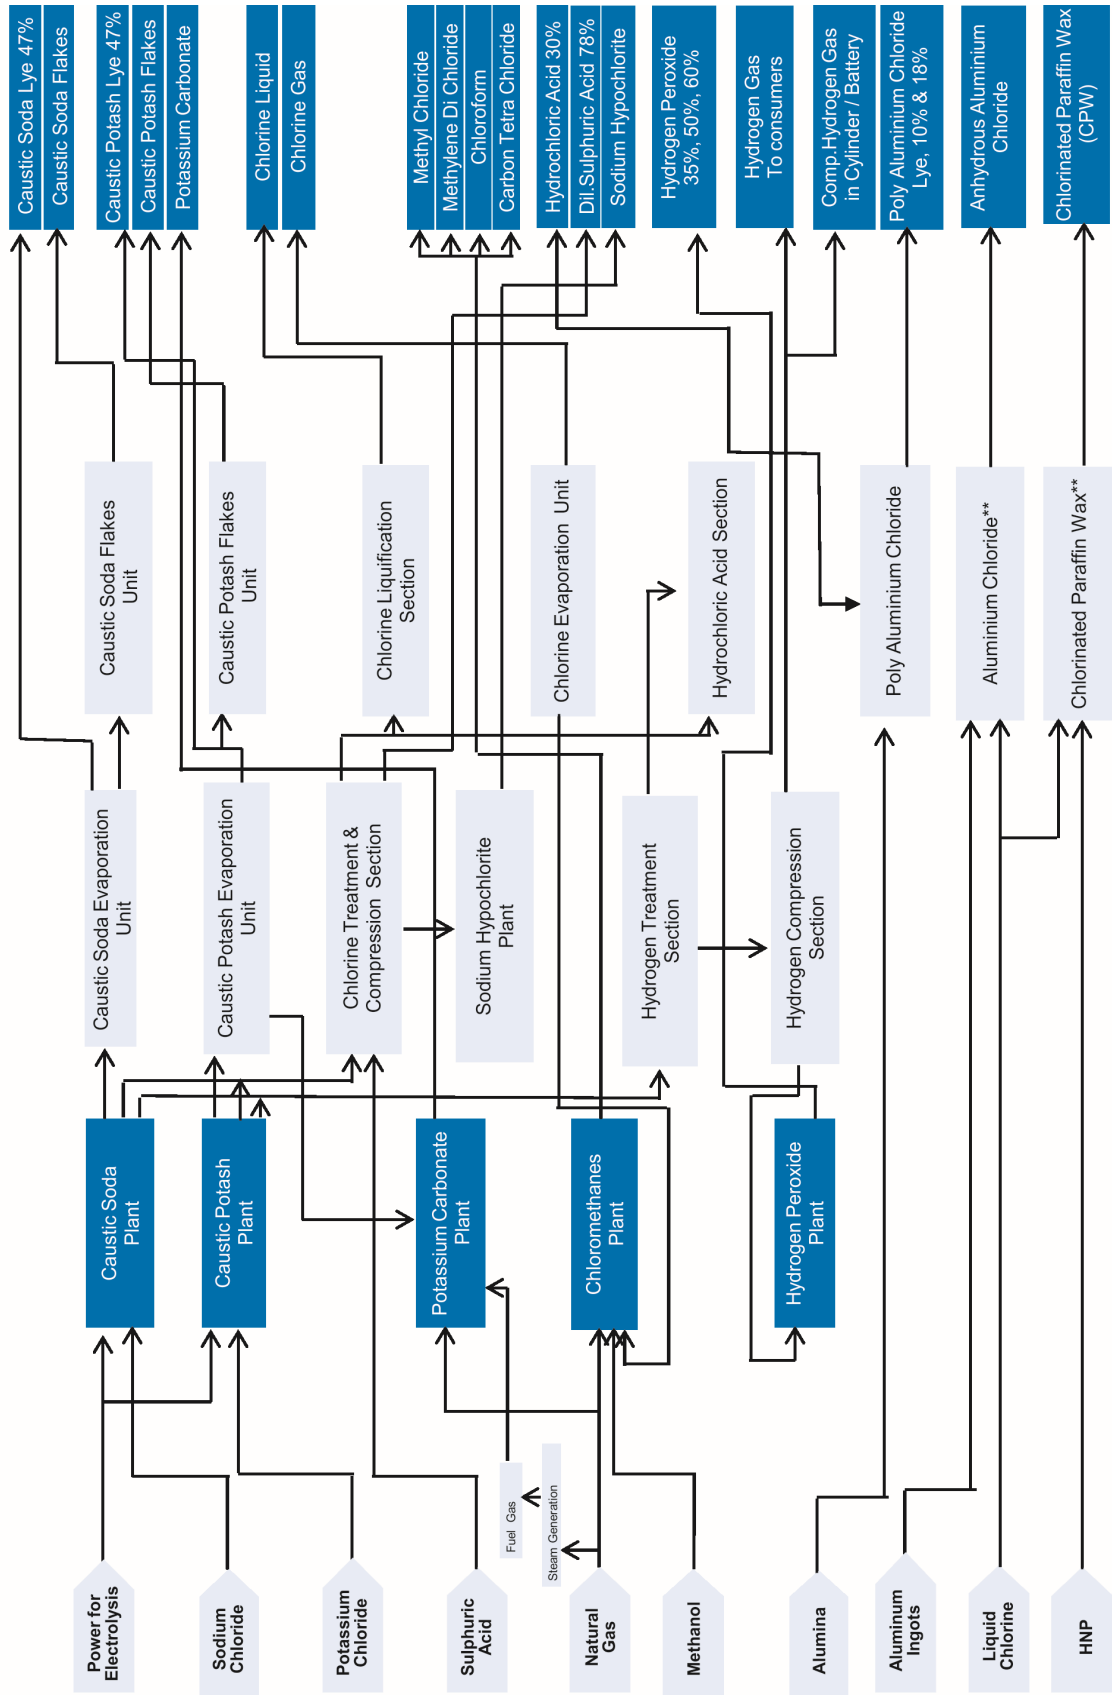 Power for
Electrolysis
Sodium
Chloride
Potassium
Chloride
Sulphuric
Acid
Natural
Gas
Methanol
Alumina
Aluminum
Ingots
Liquid
Chlorine
HNP
Fuel Gas
Steam Generation
Caustic Soda
Plant
Caustic Potash
Plant
Potassium Carbonate
Plant
Chloromethanes
Plant
Hydrogen Peroxide
Plant
Caustic Soda Evaporation
Unit
Caustic Potash Evaporation
Unit
Chlorine Treatment &
Compression Section
Sodium Hypochlorite
Plant
Hydrogen Treatment
Section
Hydrogen Compression
Section
Caustic Soda Flakes
Unit
Caustic Potash Flakes
Unit
Chlorine Liquification
Section
Chlorine Evaporation Unit
Hydrochloric Acid Section
Poly Aluminium Chloride
Aluminium Chloride**
Chlorinated Paraffin Wax**
Caustic Soda Lye 47%
Caustic Soda Flakes
Caustic Potash Lye 47%
Caustic Potash Flakes
Potassium Carbonate
Chlorine Liquid
Chlorine Gas
Methyl Chloride
Methylene Di Chloride
Chloroform
Carbon Tetra Chloride
Hydrochloric Acid 30%
Dil.Sulphuric Acid 78%
Sodium Hypochlorite
Hydrogen Peroxide
35%, 50%, 60%
Hydrogen Gas
To consumers
Comp.Hydrogen Gas
in Cylinder / Battery
Poly Aluminium Chloride
Lye, 10% & 18%
Anhydrous Aluminium
Chloride
Chlorinated Paraffin Wax
(CPW)